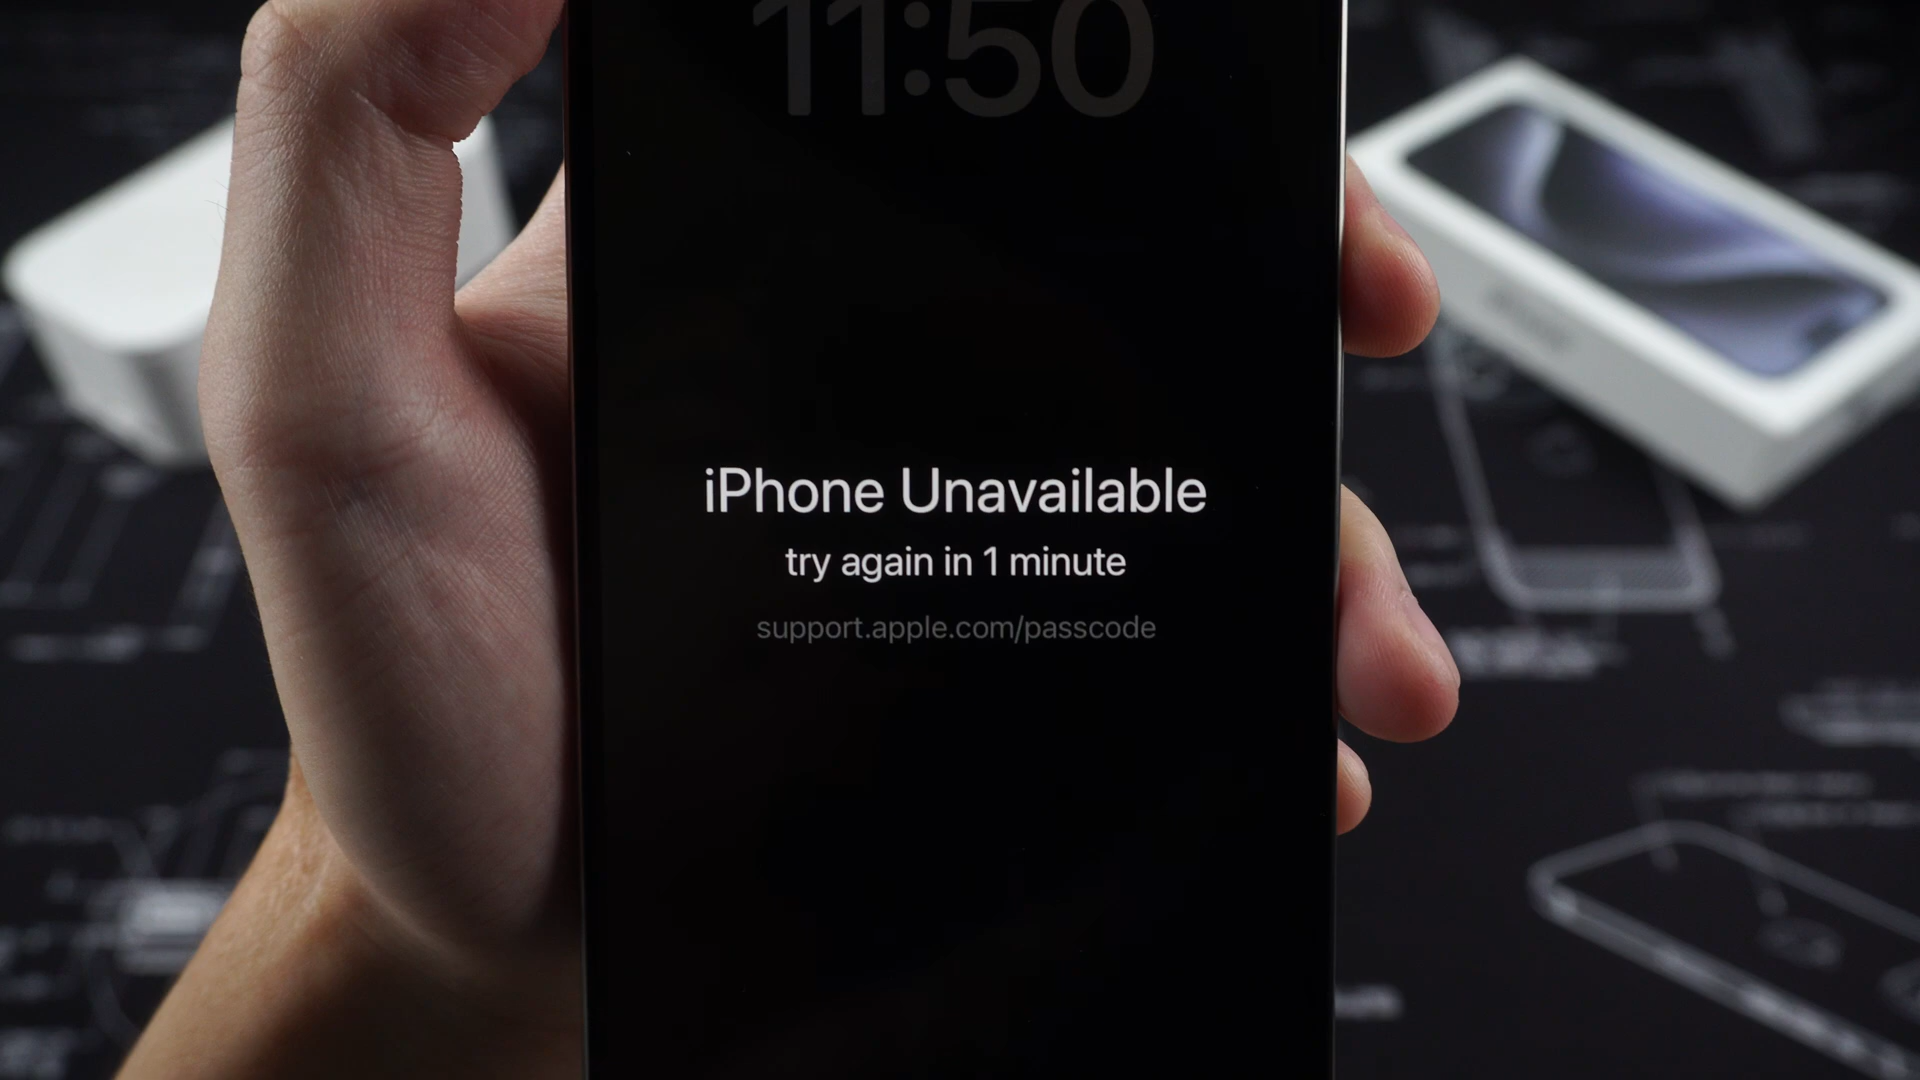 11:50
iPhone Unavailable
try again in 1 minute
support.apple.com/passcode